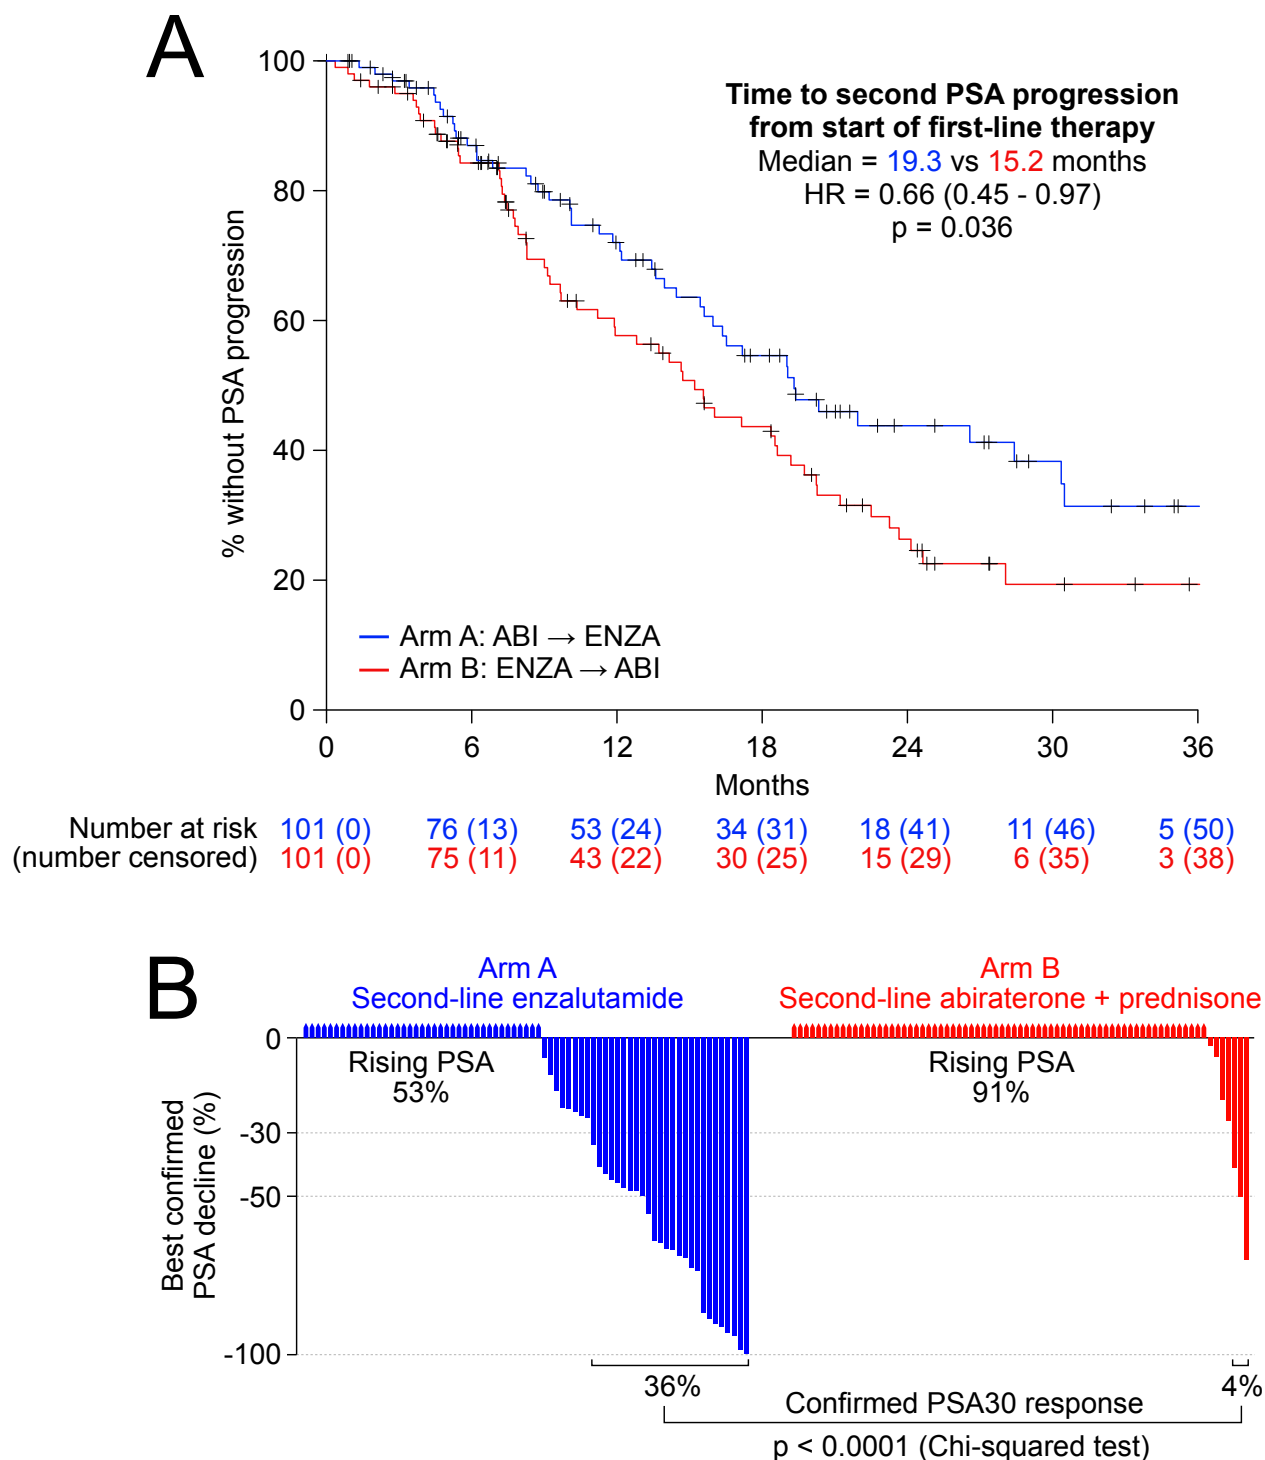 A
100
80
60
40
20
0
% without PSA progression
Time to second PSA progression
from start of first-line therapy
Median = 19.3 vs 15.2 months
HR = 0.66 (0.45 - 0.97)
p = 0.036
Arm A: ABI → ENZA
Arm B: ENZA → ABI
0 6 12 18 24 30 36
Months
Number at risk 101 (0) 76 (13) 53 (24) 34 (31) 18 (41) 11 (46) 5 (50)
(number censored) 101 (0) 75 (11) 43 (22) 30 (25) 15 (29) 6 (35) 3 (38)
B
Arm A
Second-line enzalutamide
Arm B
Second-line abiraterone + prednisone
0
-30
-50
-100
Best confirmed
PSA decline (%)
Rising PSA
53%
Rising PSA
91%
36%
4%
Confirmed PSA30 response
p < 0.0001 (Chi-squared test)